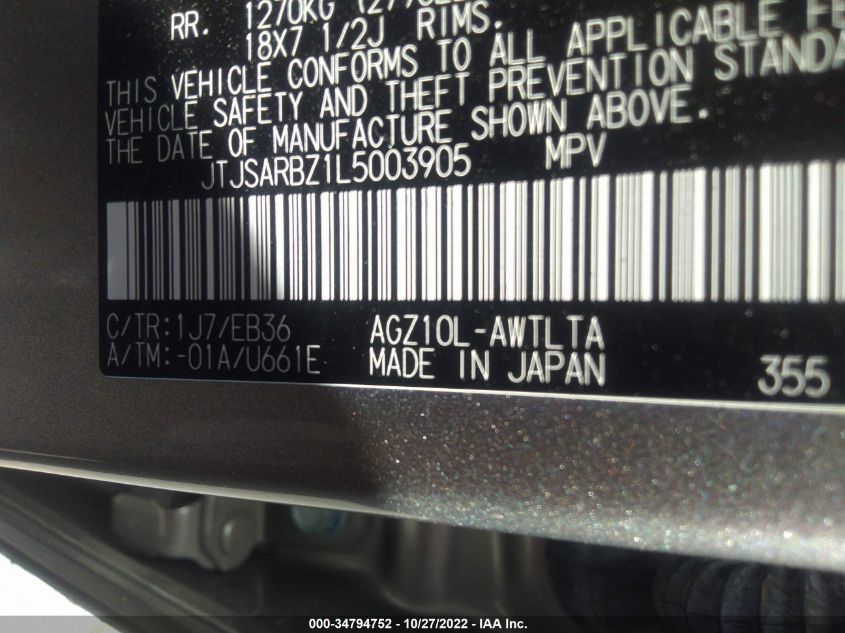 RR. 1270KG
18X7 1/2J RIMS.
THIS VEHICLE CONFORMS TO ALL APPLICABLE
VEHICLE SAFETY AND THEFT PREVENTION
THE DATE OF MANUFACTURE SHOWN ABOVE.
JTJSARBZ1L5003905 MPV
C/TR:1J7/EB36 AGZ10L-AWTLTA
A/TM:-01A/U661E MADE IN JAPAN 355
000-34794752 - 10/27/2022 - IAA Inc.